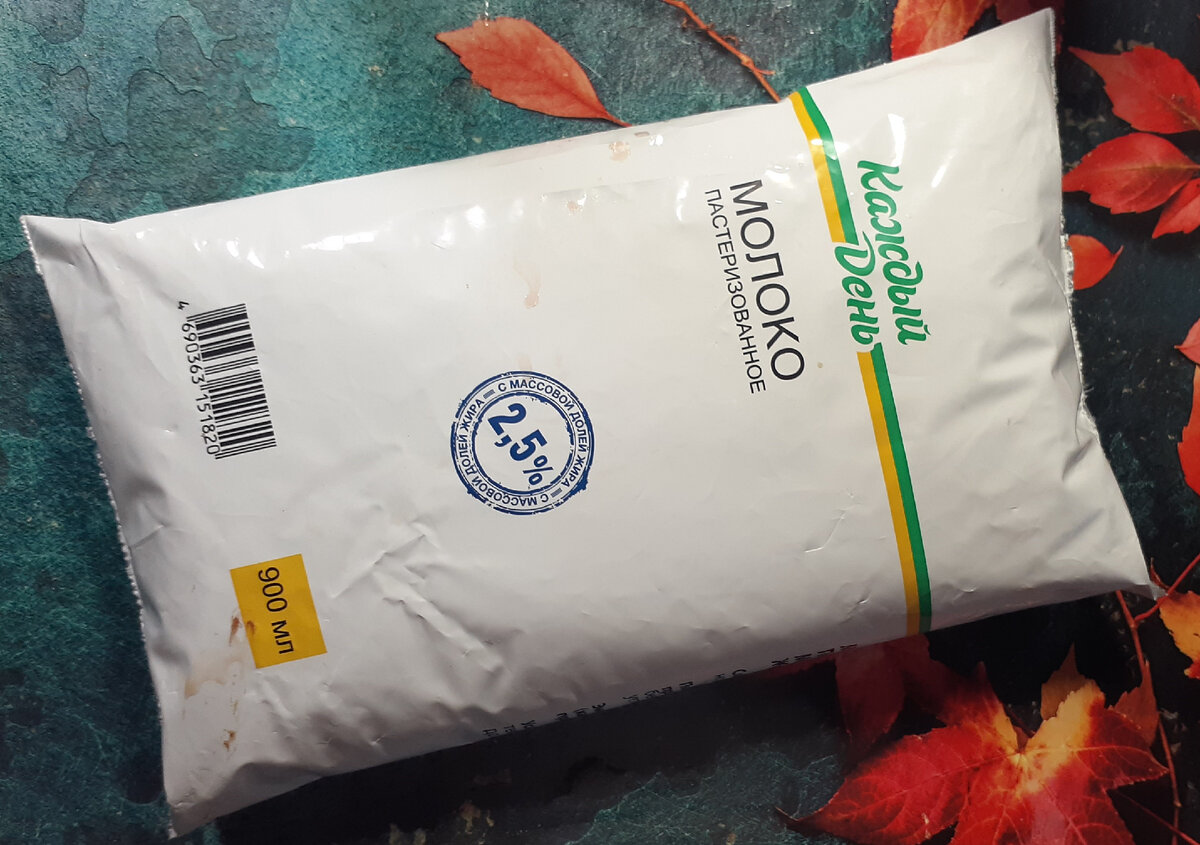 Каждый
День
МОЛОКО
ПАСТЕРИЗОВАННОЕ
С МАССОВОЙ ДОЛЕЙ ЖИРА
2,5%
С МАССОВОЙ ДОЛЕЙ ЖИРА
4 690363 151820
900 мл